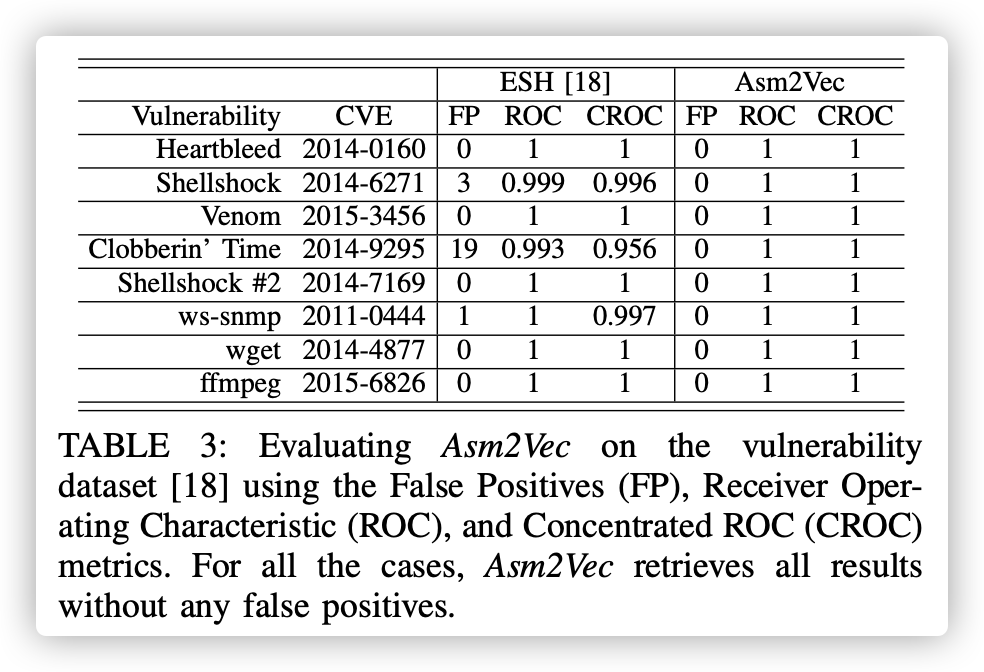 ESH [18] Asm2Vec
Vulnerability CVE FP ROC CROC FP ROC CROC
Heartbleed 2014-0160 0 1 1 0 1 1
Shellshock 2014-6271 3 0.999 0.996 0 1 1
Venom 2015-3456 0 1 1 0 1 1
Clobberin’ Time 2014-9295 19 0.993 0.956 0 1 1
Shellshock #2 2014-7169 0 1 1 0 1 1
ws-snmp 2011-0444 1 1 0.997 0 1 1
wget 2014-4877 0 1 1 0 1 1
ffmpeg 2015-6826 0 1 1 0 1 1
TABLE 3: Evaluating Asm2Vec on the vulnerability
dataset [18] using the False Positives (FP), Receiver Oper-
ating Characteristic (ROC), and Concentrated ROC (CROC)
metrics. For all the cases, Asm2Vec retrieves all results
without any false positives.